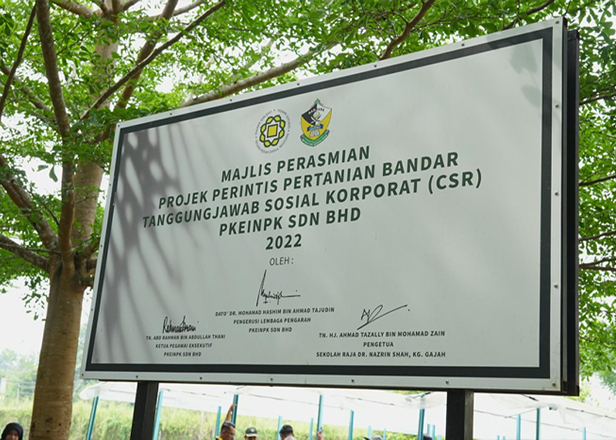 MAJLIS PERASMIAN
PROJEK PERINTIS PERTANIAN BANDAR
TANGGUNGJAWAB SOSIAL KORPORAT (CSR)
PKEINPK SDN BHD
2022
OLEH :
DATO' DR. MOHAMAD HASHIM BIN AHMAD TAJUDIN
PENGERUSI LEMBAGA PENGARAH
PKEINPK SDN BHD
TN. ABD RAHMAN BIN ABDULLAH THANI
KETUA PEGAWAI EKSEKUTIF
PKEINPK SDN BHD
TN. HJ. AHMAD TAZALLY BIN MOHAMAD ZAIN
PENGETUA
SEKOLAH RAJA DR. NAZRIN SHAH, KG. GAJAH